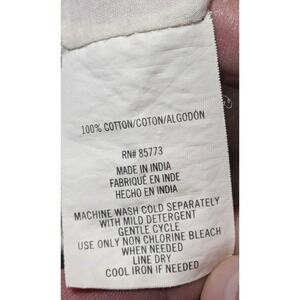 100% COTTON/COTON/ALGODÓN
RN# 85773
MADE IN INDIA
FABRIQUÉ EN INDE
HECHO EN INDIA
MACHINE WASH COLD SEPARATELY
WITH MILD DETERGENT
GENTLE CYCLE
USE ONLY NON CHLORINE BLEACH
WHEN NEEDED
LINE DRY
COOL IRON IF NEEDED